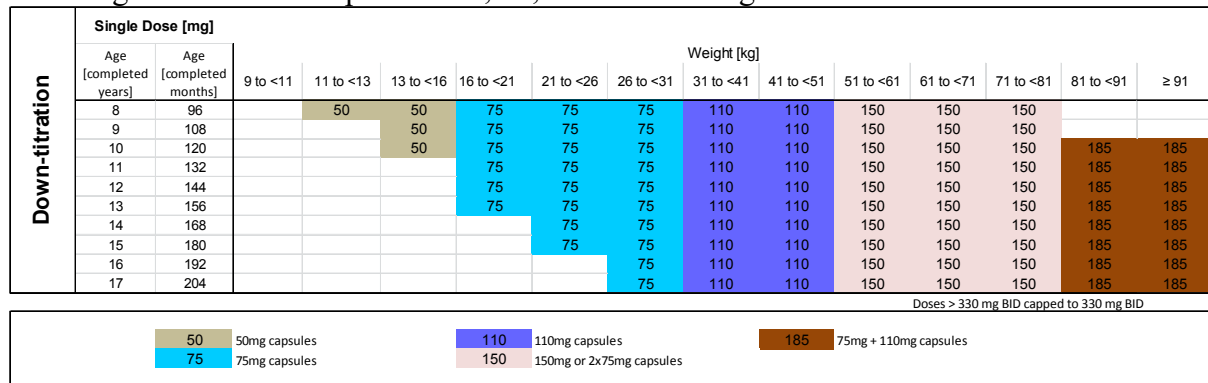 Single Dose [mg]
Down-titration
Age [completed years] Age [completed months] Weight [kg]
9 to <11 11 to <13 13 to <16 16 to <21 21 to <26 26 to <31 31 to <41 41 to <51 51 to <61 61 to <71 71 to <81 81 to <91 ≥ 91
8 96 50 50 75 75 75 110 110 150 150 150
9 108 50 75 75 75 110 110 150 150 150
10 120 50 75 75 75 110 110 150 150 150 185 185
11 132 75 75 75 110 110 150 150 150 185 185
12 144 75 75 75 110 110 150 150 150 185 185
13 156 75 75 75 110 110 150 150 150 185 185
14 168 75 75 110 110 150 150 150 185 185
15 180 75 75 110 110 150 150 150 185 185
16 192 75 110 110 150 150 150 185 185
17 204 75 110 110 150 150 150 185 185
Doses > 330 mg BID capped to 330 mg BID
50 50mg capsules 110 110mg capsules 185 75mg + 110mg capsules
75 75mg capsules 150 150mg or 2x75mg capsules